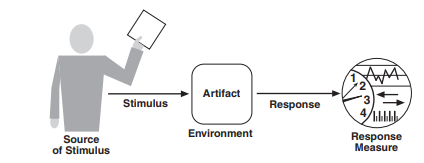 Stimulus
Source
of Stimulus
Artifact
Environment
Response
1
2
3
4
Response
Measure